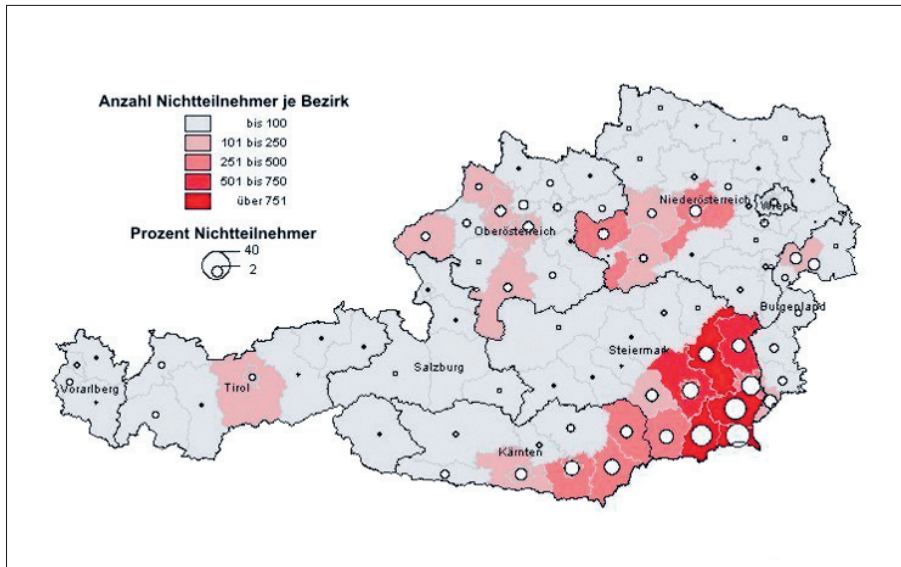 Anzahl Nichtteilnehmer je Bezirk
bis 100
101 bis 250
251 bis 500
501 bis 750
über 751
Prozent Nichtteilnehmer
40
2
Niederösterreich
Wien
Oberösterreich
Burgenland
Steiermark
Salzburg
Tirol
Vorarlberg
Kärnten